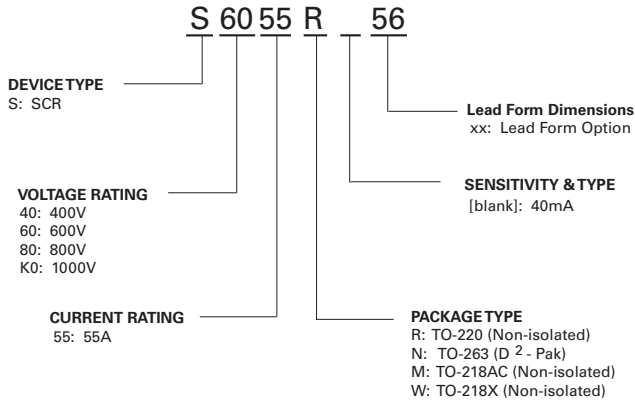 S 60 55 R 56
DEVICE TYPE
S: SCR
Lead Form Dimensions
xx: Lead Form Option
SENSITIVITY & TYPE
[blank]: 40mA
VOLTAGE RATING
40: 400V
60: 600V
80: 800V
K0: 1000V
CURRENT RATING
55: 55A
PACKAGE TYPE
R: TO-220 (Non-isolated)
N: TO-263 (D 2 - Pak)
M: TO-218AC (Non-isolated)
W: TO-218X (Non-isolated)